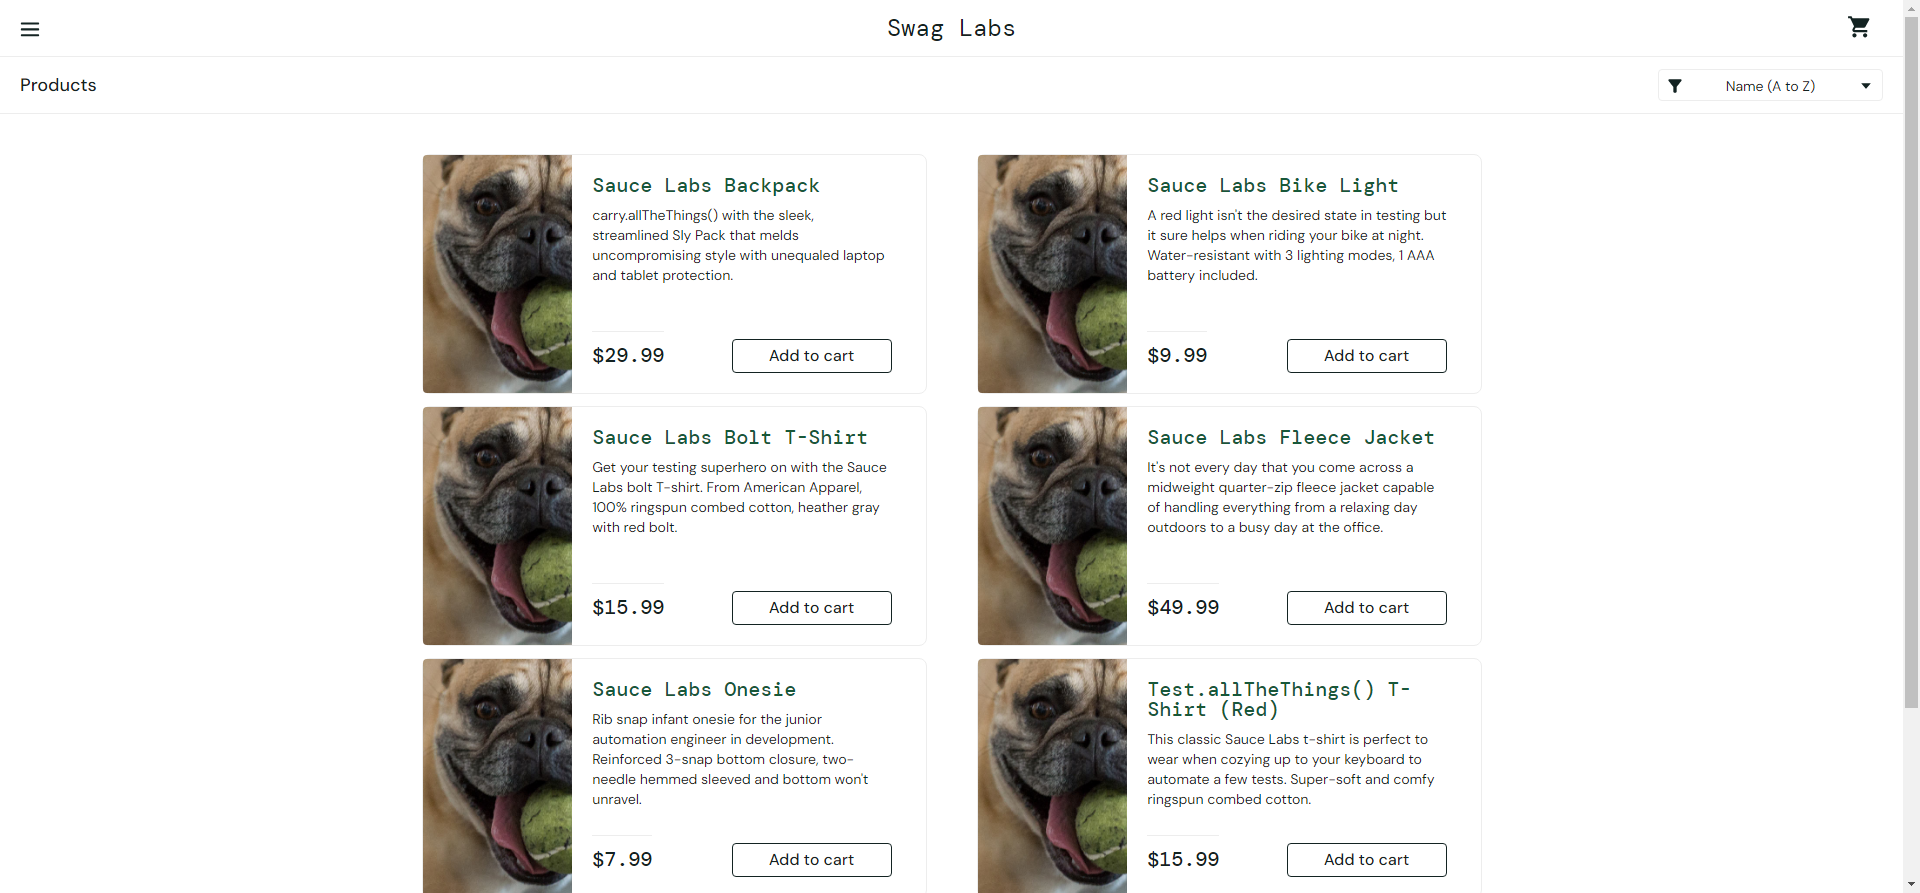 Swag Labs
Products
Name (A to Z)
Sauce Labs Backpack
carry.allTheThings() with the sleek,
streamlined Sly Pack that melds
uncompromising style with unequaled laptop
and tablet protection.
$29.99
Add to cart
Sauce Labs Bike Light
A red light isn't the desired state in testing but
it sure helps when riding your bike at night.
Water-resistant with 3 lighting modes, 1 AAA
battery included.
$9.99
Add to cart
Sauce Labs Bolt T-Shirt
Get your testing superhero on with the Sauce
Labs bolt T-shirt. From American Apparel,
100% ringspun combed cotton, heather gray
with red bolt.
$15.99
Add to cart
Sauce Labs Fleece Jacket
It's not every day that you come across a
midweight quarter-zip fleece jacket capable
of handling everything from a relaxing day
outdoors to a busy day at the office.
$49.99
Add to cart
Sauce Labs Onesie
Rib snap infant onesie for the junior
automation engineer in development.
Reinforced 3-snap bottom closure, two-
needle hemmed sleeved and bottom won't
unravel.
$7.99
Add to cart
Test.allTheThings() T-
Shirt (Red)
This classic Sauce Labs t-shirt is perfect to
wear when cozying up to your keyboard to
automate a few tests. Super-soft and comfy
ringspun combed cotton.
$15.99
Add to cart